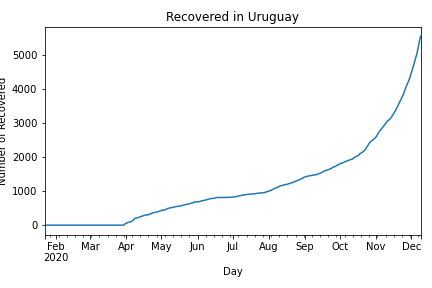 Recovered in Uruguay
Number of Recovered
5000
4000
3000
2000
1000
0
Feb Mar Apr May Jun Jul Aug Sep Oct Nov Dec
2020
Day